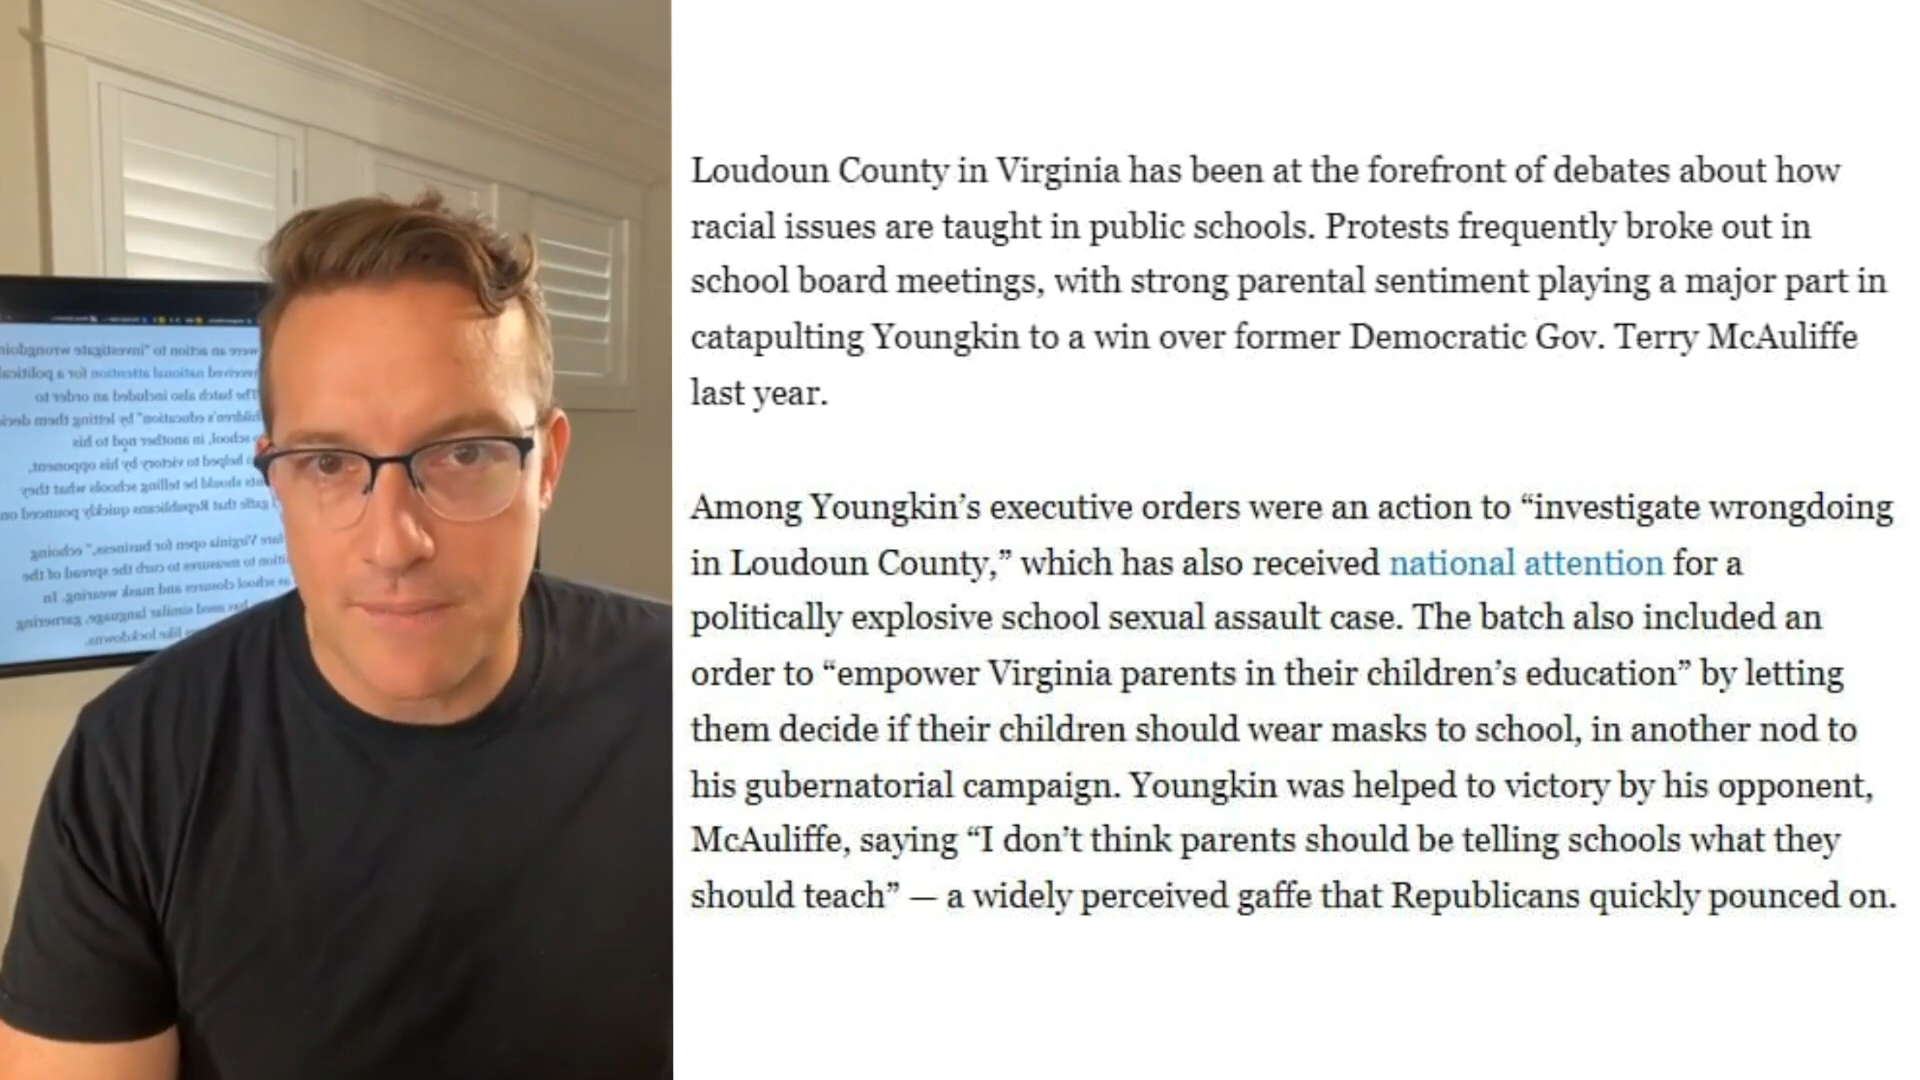 Loudoun County in Virginia has been at the forefront of debates about how
racial issues are taught in public schools. Protests frequently broke out in
school board meetings, with strong parental sentiment playing a major part in
catapulting Youngkin to a win over former Democratic Gov. Terry McAuliffe
last year.
Among Youngkin’s executive orders were an action to “investigate wrongdoing
in Loudoun County,” which has also received national attention for a
politically explosive school sexual assault case. The batch also included an
order to “empower Virginia parents in their children’s education” by letting
them decide if their children should wear masks to school, in another nod to
his gubernatorial campaign. Youngkin was helped to victory by his opponent,
McAuliffe, saying “I don’t think parents should be telling schools what they
should teach” — a widely perceived gaffe that Republicans quickly pounced on.